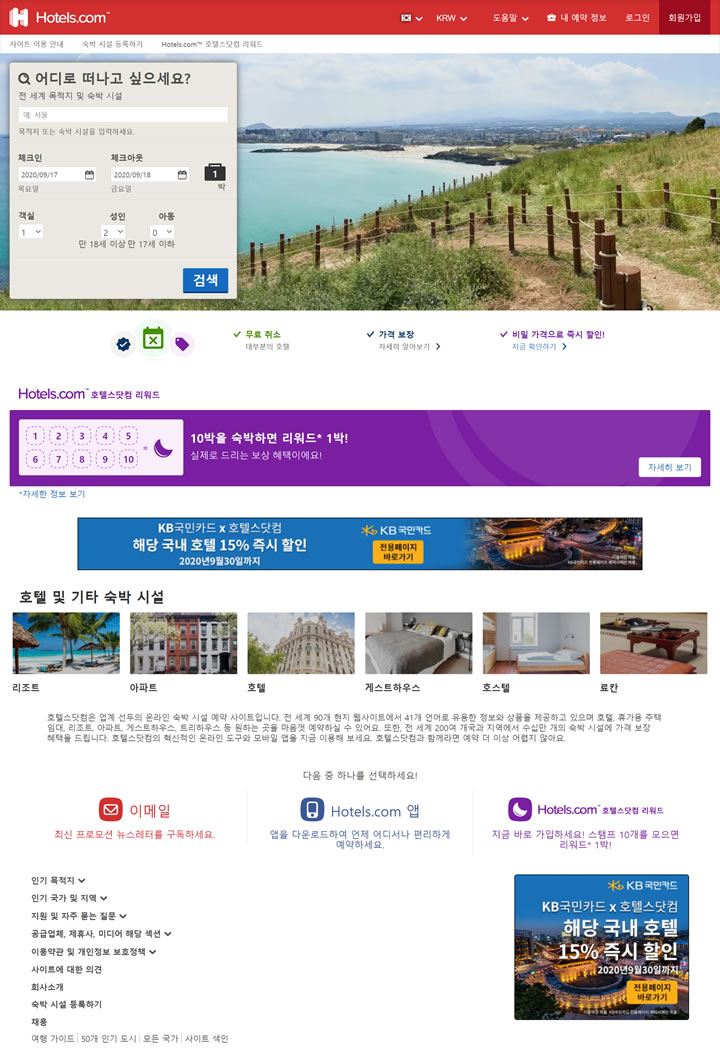 Hotels.com™
KRW
도움말
내 예약 정보
로그인
회원가입
사이트 이용 안내
숙박 시설 등록하기
Hotels.com™ 호텔스닷컴 리워드
어디로 떠나고 싶으세요?
전 세계 목적지 및 숙박 시설
예: 서울
목적지 또는 숙박 시설을 입력하세요.
체크인
체크아웃
2020/09/17
2020/09/18
1
목요일
금요일
박
객실
성인
아동
1
2
0
만 18세 이상 만 17세 이하
검색
무료 취소
대부분의 호텔
가격 보장
자세히 알아보기
비밀 가격으로 즉시 할인!
지금 확인하기
Hotels.com™ 호텔스닷컴 리워드
1 2 3 4 5
6 7 8 9 10
=
10박을 숙박하면 리워드* 1박!
실제로 드리는 보상 혜택이에요!
자세히 보기
*자세한 정보 보기
KB국민카드 x 호텔스닷컴
해당 국내 호텔 15% 즉시 할인
2020년9월30일까지
KB국민카드
전용페이지
바로가기
호텔 및 기타 숙박 시설
리조트
아파트
호텔
게스트하우스
호스텔
료칸
호텔스닷컴은 업계 선두의 온라인 숙박 시설 예약 사이트입니다. 전 세계 90개 현지 웹사이트에서 41개 언어로 유용한 정보와 상품을 제공하고 있으며 호텔, 휴가용 주택
임대, 리조트, 아파트, 게스트하우스, 트리하우스 등 원하는 곳을 마음껏 예약하실 수 있어요. 또한, 전 세계 200여 개국과 지역에서 수십만 개의 숙박 시설에 가격 보장
혜택을 드립니다. 호텔스닷컴의 혁신적인 온라인 도구와 모바일 앱을 지금 이용해 보세요. 호텔스닷컴과 함께라면 예약 더 이상 어렵지 않아요.
다음 중 하나를 선택하세요!
이메일
최신 프로모션 뉴스레터를 구독하세요.
Hotels.com 앱
앱을 다운로드하여 언제 어디서나 편리하게
예약하세요.
Hotels.com™ 호텔스닷컴 리워드
지금 바로 가입하세요! 스탬프 10개를 모으면
리워드* 1박!
인기 목적지
인기 국가 및 지역
지원 및 자주 묻는 질문
공급업체, 제휴사, 미디어 해당 섹션
이용약관 및 개인정보 보호정책
사이트에 대한 의견
회사소개
숙박 시설 등록하기
채용
여행 가이드 | 50개 인기 도시 | 모든 국가 | 사이트 색인
KB국민카드
KB국민카드 x 호텔스닷컴
해당 국내 호텔
15% 즉시 할인
2020년9월30일까지
전용페이지
바로가기